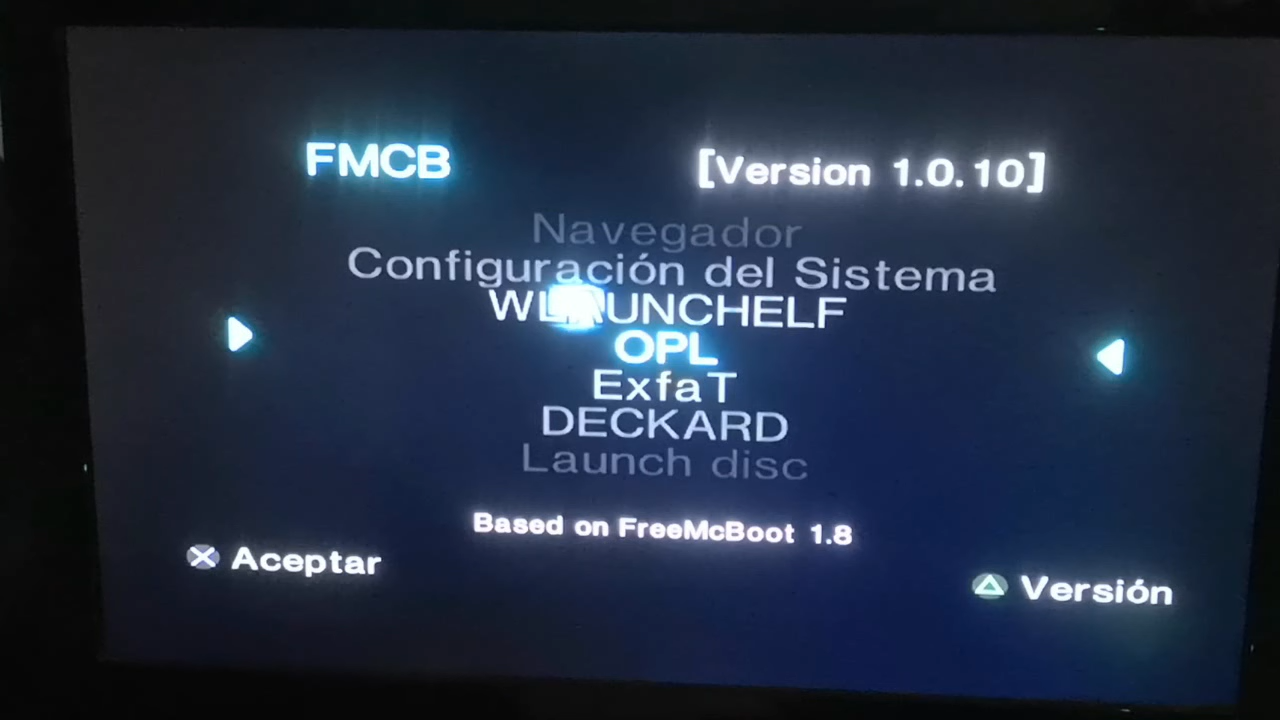 FMCB [Version 1.0.10]
Navegador
Configuración del Sistema
WLAUNCHELF
OPL
ExfaT
DECKARD
Launch disc
Based on FreeMcBoot 1.8
Aceptar
Versión